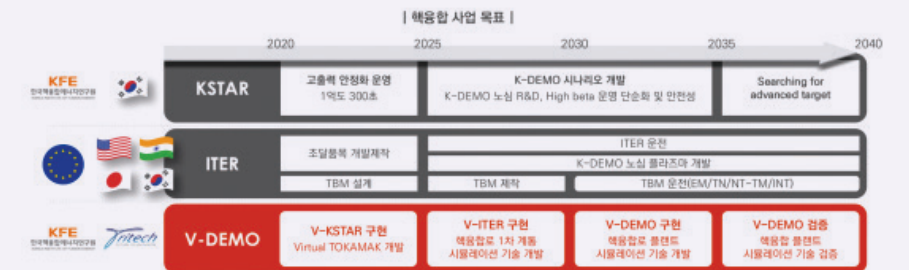 | 핵융합 사업 목표 |
2020 2025 2030 2035 2040
KFE
한국핵융합에너지연구원
KSTAR
고출력 안정화 운영
1억도 300초
K-DEMO 시나리오 개발
K-DEMO 노심 R&D, High beta 운영 단순화 및 안전성
Searching for
advanced target
ITER
조달품목 개발제작
ITER 운전
K-DEMO 노심 플라즈마 개발
TBM 설계
TBM 제작
TBM 운전(EM/TN/NT-TM/INT)
KFE
한국핵융합에너지연구원
Tritech
V-DEMO
V-KSTAR 구현
Virtual TOKAMAK 개발
V-ITER 구현
핵융합로 1차 계통
시뮬레이션 기술 개발
V-DEMO 구현
핵융합로 플랜트
시뮬레이션 기술 개발
V-DEMO 검증
핵융합 플랜트
시뮬레이션 기술 검증